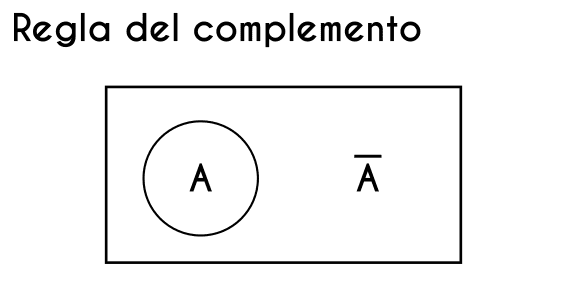 Regla del complemento
A Ā